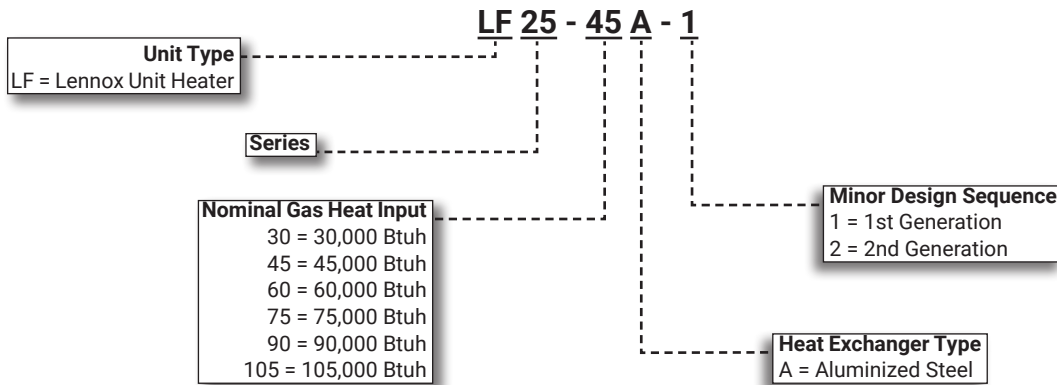 LF 25 - 45 A - 1
Unit Type
LF = Lennox Unit Heater
Series
Nominal Gas Heat Input
30 = 30,000 Btuh
45 = 45,000 Btuh
60 = 60,000 Btuh
75 = 75,000 Btuh
90 = 90,000 Btuh
105 = 105,000 Btuh
Minor Design Sequence
1 = 1st Generation
2 = 2nd Generation
Heat Exchanger Type
A = Aluminized Steel